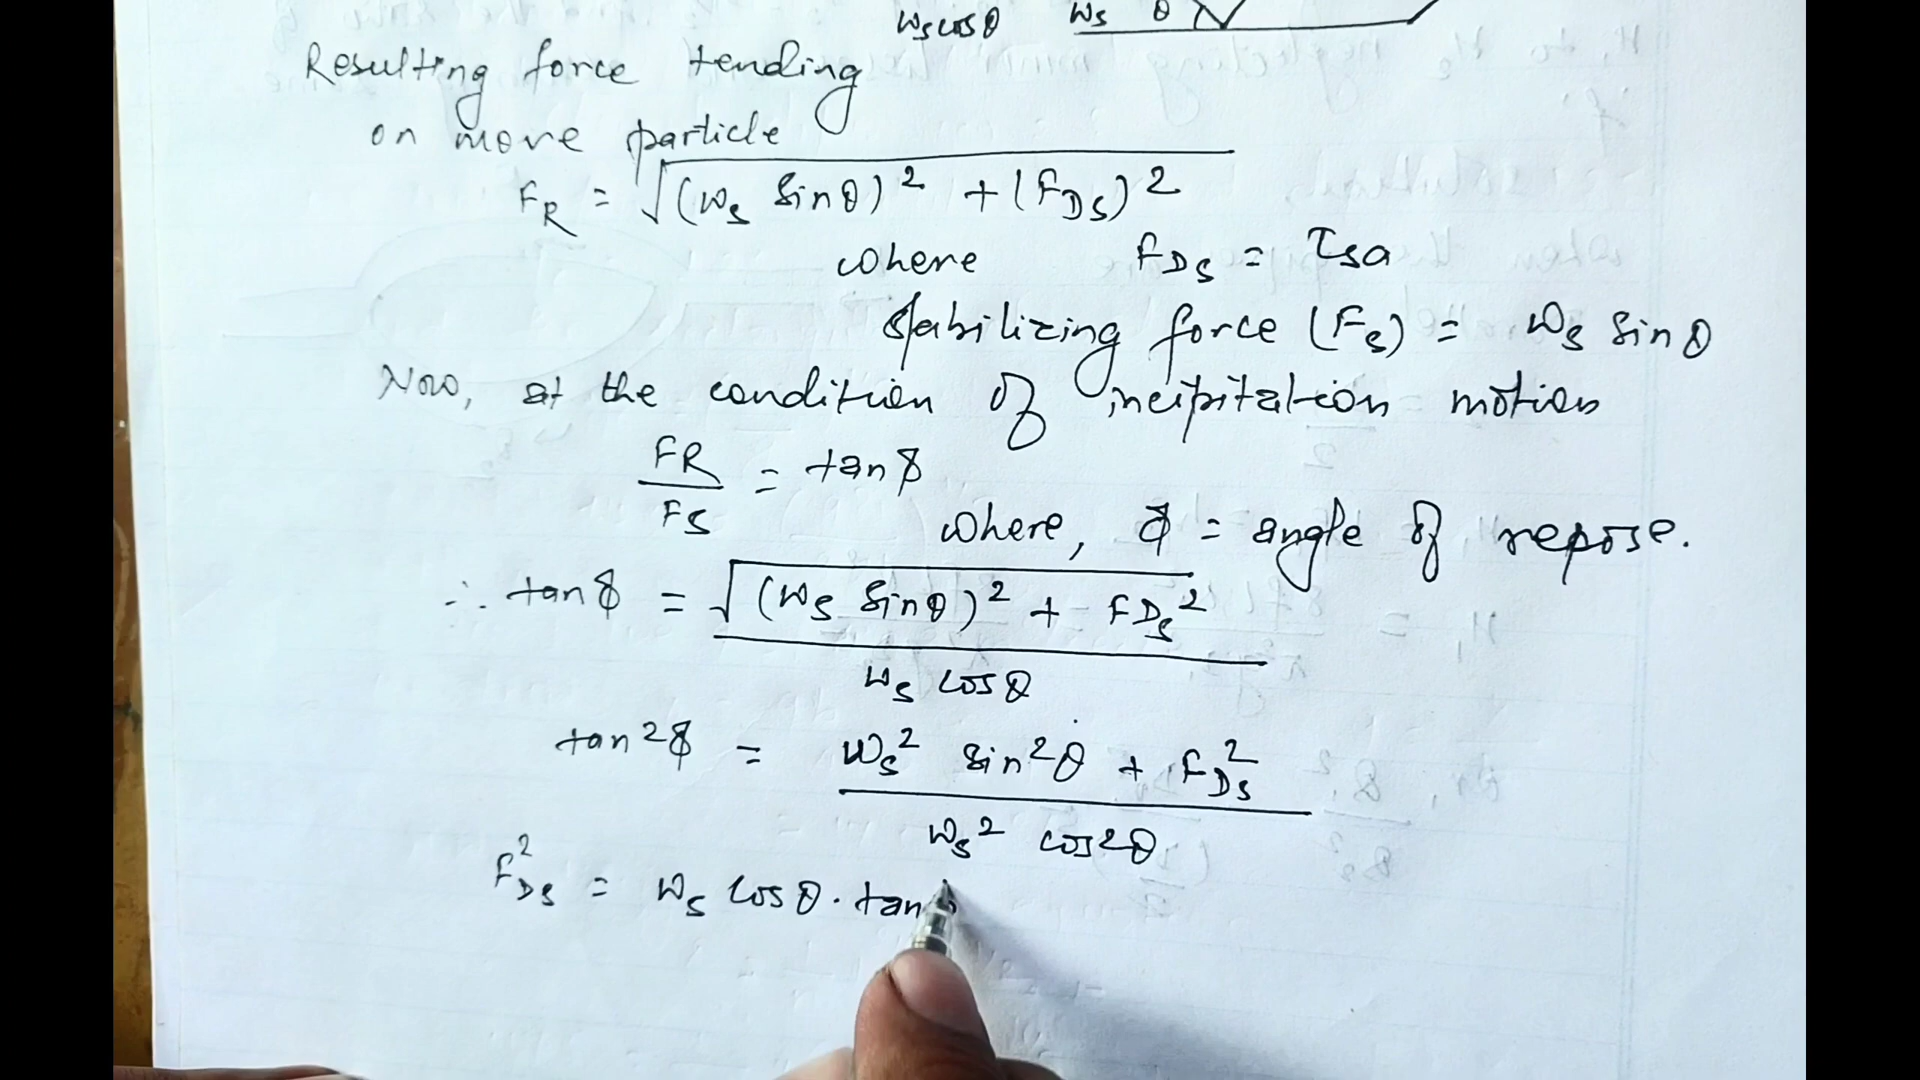 Ws cosθ Ws θ
Resulting force tending
on move particle
FR = √(Ws sinθ)² + (FDs)²
where FDs = τsa
stabilizing force (Fs) = Ws sinθ
Now, at the condition of incipitation motion
FR/FS = tanϕ
where, ϕ = angle of repose.
∴ tanϕ = √(Ws sinθ)² + FDs² / Ws cosθ
tan²ϕ = Ws² sin²θ + FDs² / Ws² cos²θ
FDs² = Ws cosθ · tan